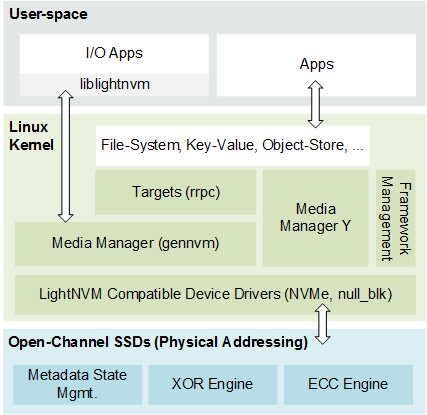 User-space
I/O Apps
liblightnvm
Apps
Linux
Kernel
File-System, Key-Value, Object-Store, ...
Targets (rrpc)
Media Manager (gennvm)
Media
Manager Y
Framework
Management
LightNVM Compatible Device Drivers (NVMe, null_blk)
Open-Channel SSDs (Physical Addressing)
Metadata State
Mgmt.
XOR Engine
ECC Engine